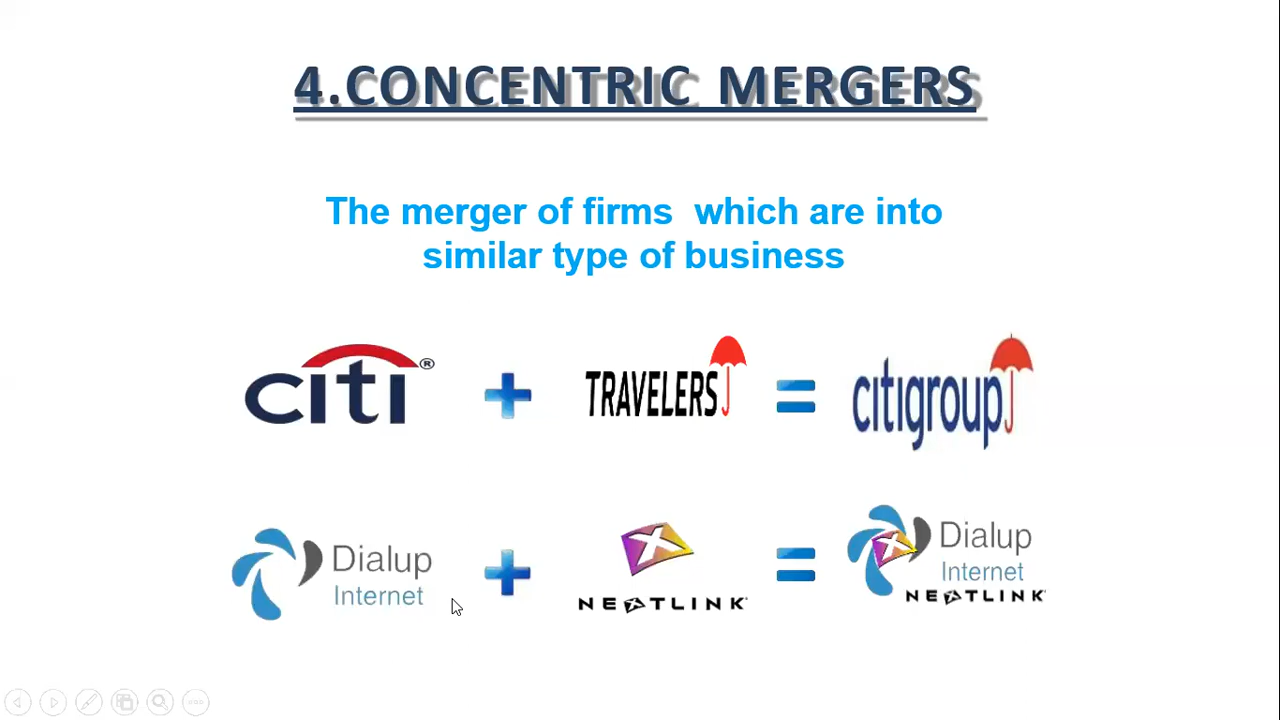 4.CONCENTRIC MERGERS
The merger of firms which are into
similar type of business
citi®
TRAVELERS
citigroup
Dialup
Internet
NEXTLINK
Dialup
Internet
NEXTLINK